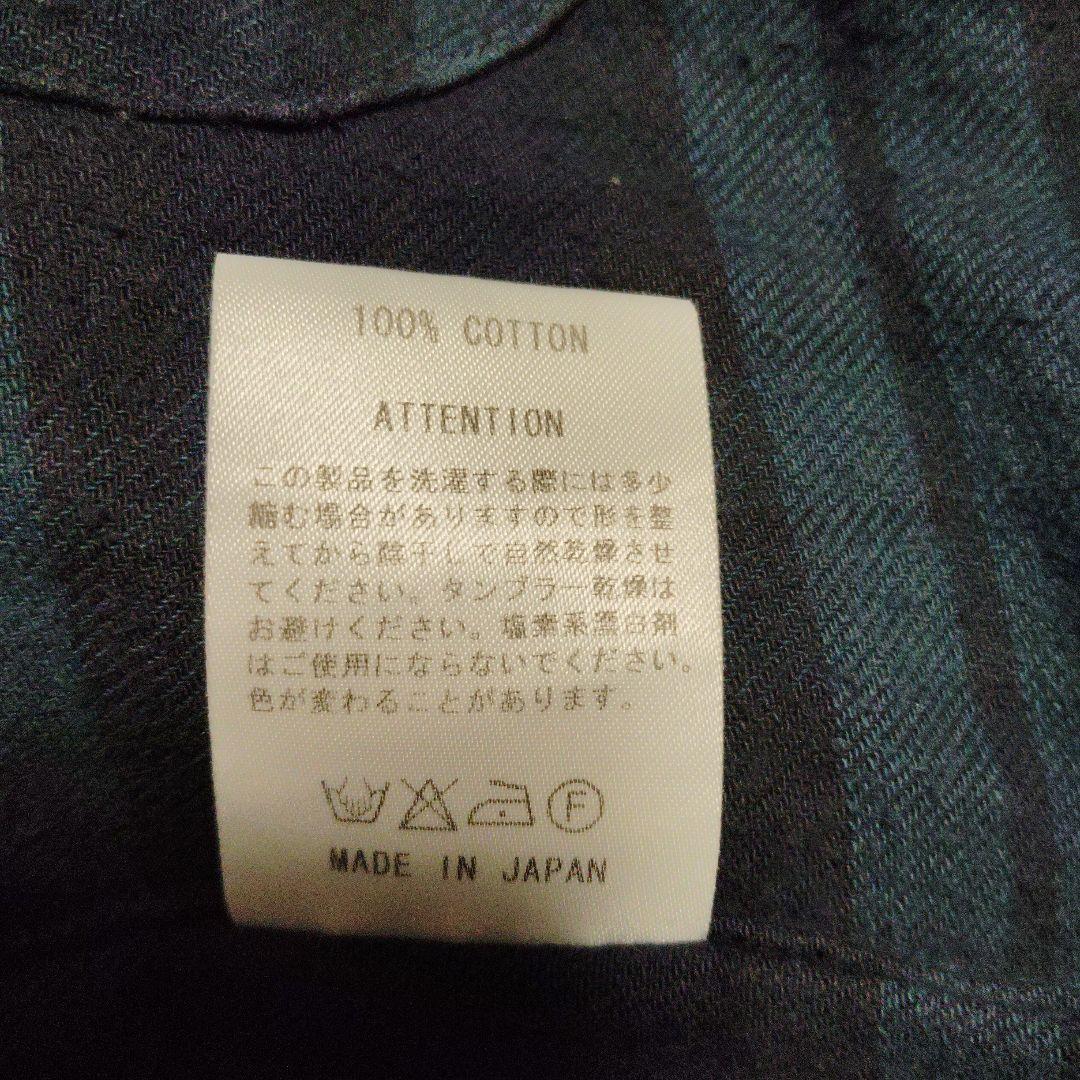 100% COTTON
ATTENTION
この製品を洗濯する際には多少
縮む場合がありますので形を整
えてから陰干しで自然乾燥させ
てください。タンブラー乾燥は
お避けください。塩素系漂白剤
はご使用にならないでください。
色が変わることがあります。
F
MADE IN JAPAN